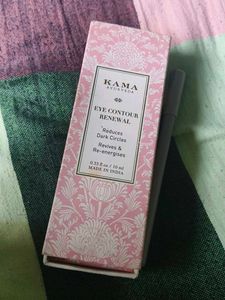 KAMA
AYURVEDA
EYE CONTOUR
RENEWAL
Reduces
Dark Circles
Revives &
Re-energises
0.33 fl oz / 10 ml
MADE IN INDIA